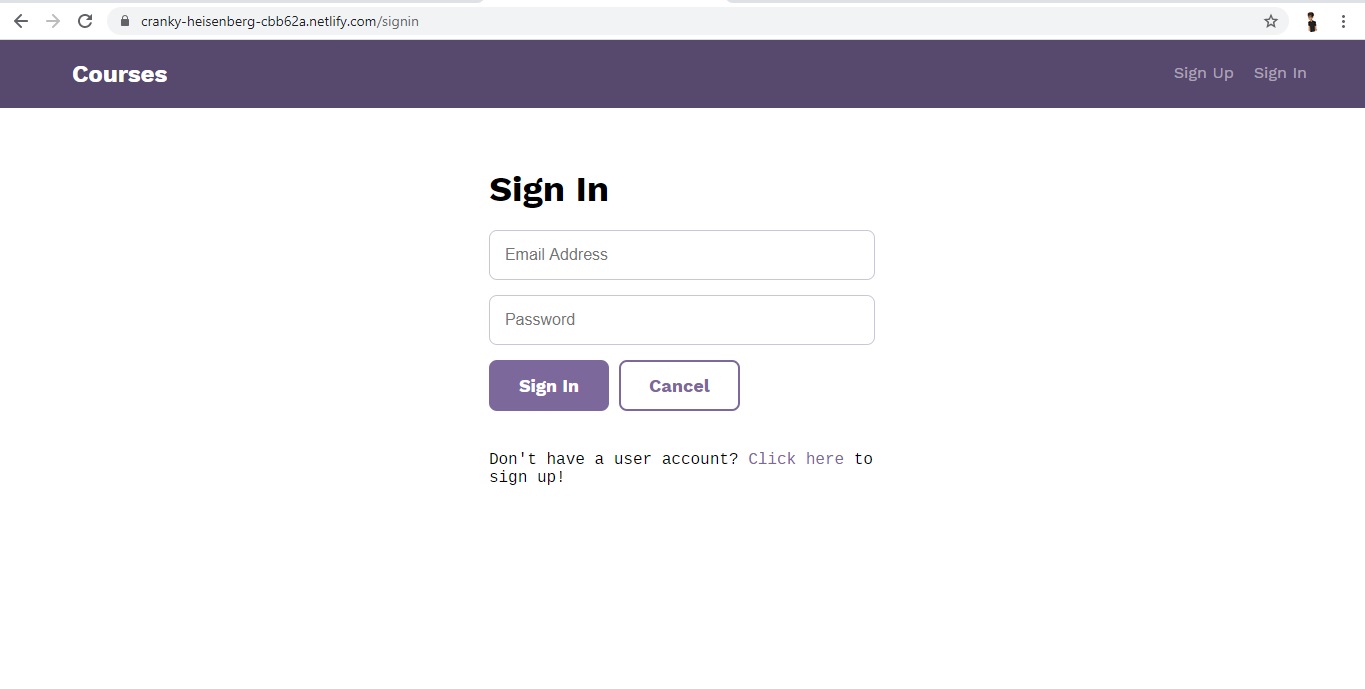 cranky-heisenberg-cbb62a.netlify.com/signin
Courses
Sign Up
Sign In
Sign In
Email Address
Password
Sign In
Cancel
Don't have a user account? Click here to
sign up!